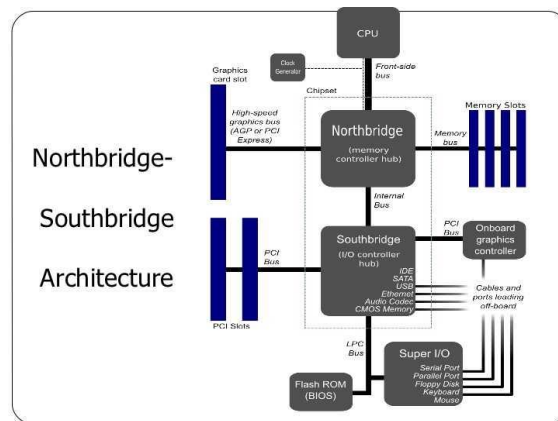 CPU
Clock
Generator
Front-side
bus
Graphics
card slot
Chipset
High-speed
graphics bus
(AGP or PCI
Express)
Northbridge
(memory
controller hub)
Memory
bus
Memory Slots
Northbridge-
Southbridge
Architecture
Internal
Bus
PCI
Bus
Southbridge
(I/O controller
hub)
IDE
SATA
USB
Ethernet
Audio Codec
CMOS Memory
PCI
Bus
Onboard
graphics
controller
Cables and
ports leading
off-board
PCI Slots
LPC
Bus
Super I/O
Serial Port
Parallel Port
Floppy Disk
Keyboard
Mouse
Flash ROM
(BIOS)